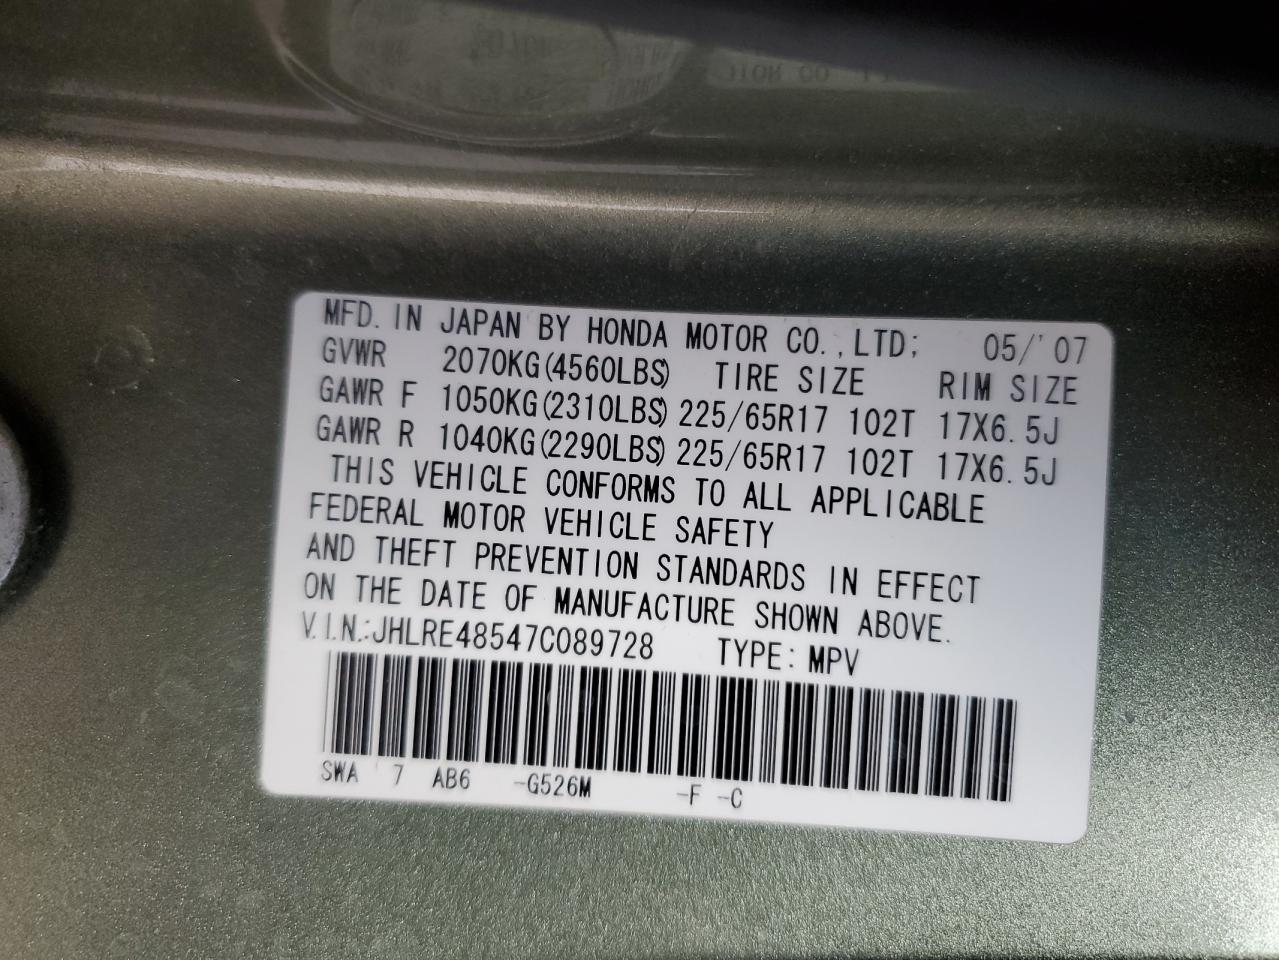 MFD. IN JAPAN BY HONDA MOTOR CO., LTD; 05/'07
GVWR 2070KG(4560LBS) TIRE SIZE RIM SIZE
GAWR F 1050KG(2310LBS) 225/65R17 102T 17X6.5J
GAWR R 1040KG(2290LBS) 225/65R17 102T 17X6.5J
THIS VEHICLE CONFORMS TO ALL APPLICABLE
FEDERAL MOTOR VEHICLE SAFETY
AND THEFT PREVENTION STANDARDS IN EFFECT
ON THE DATE OF MANUFACTURE SHOWN ABOVE.
V.I.N.:JHLRE48547C089728 TYPE: MPV
SWA 7 AB6 -G526M -F -C